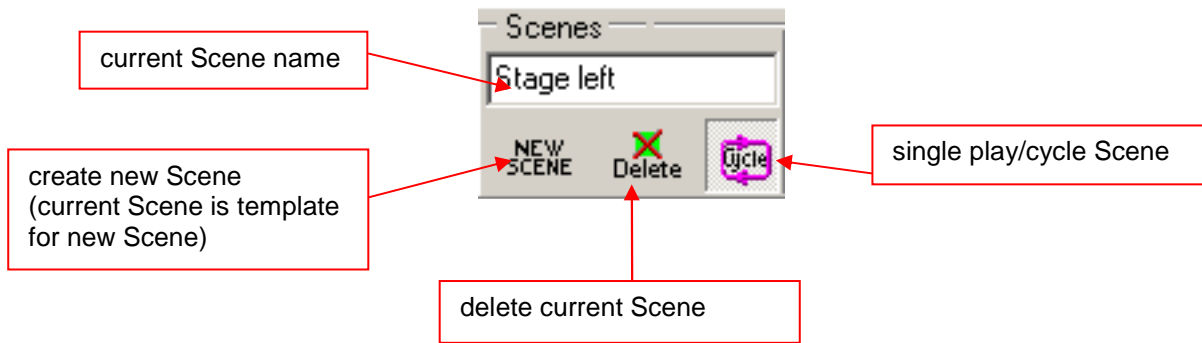 Scenes
current Scene name
Stage left
NEW
SCENE
Delete
Cycle
single play/cycle Scene
create new Scene
(current Scene is template
for new Scene)
delete current Scene